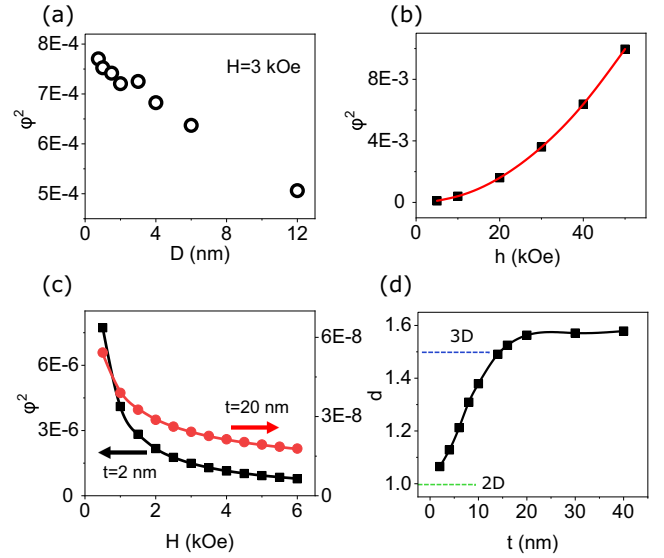 (a)
8E-4
7E-4
6E-4
5E-4
φ²
H=3 kOe
0
4
8
12
D (nm)
(b)
8E-3
4E-3
0
φ²
20
40
h (kOe)
(c)
6E-6
3E-6
0
φ²
6E-8
3E-8
0
t=20 nm
t=2 nm
0
2
4
6
H (kOe)
(d)
1.6
1.4
1.2
1.0
d
3D
2D
0
10
20
30
40
t (nm)